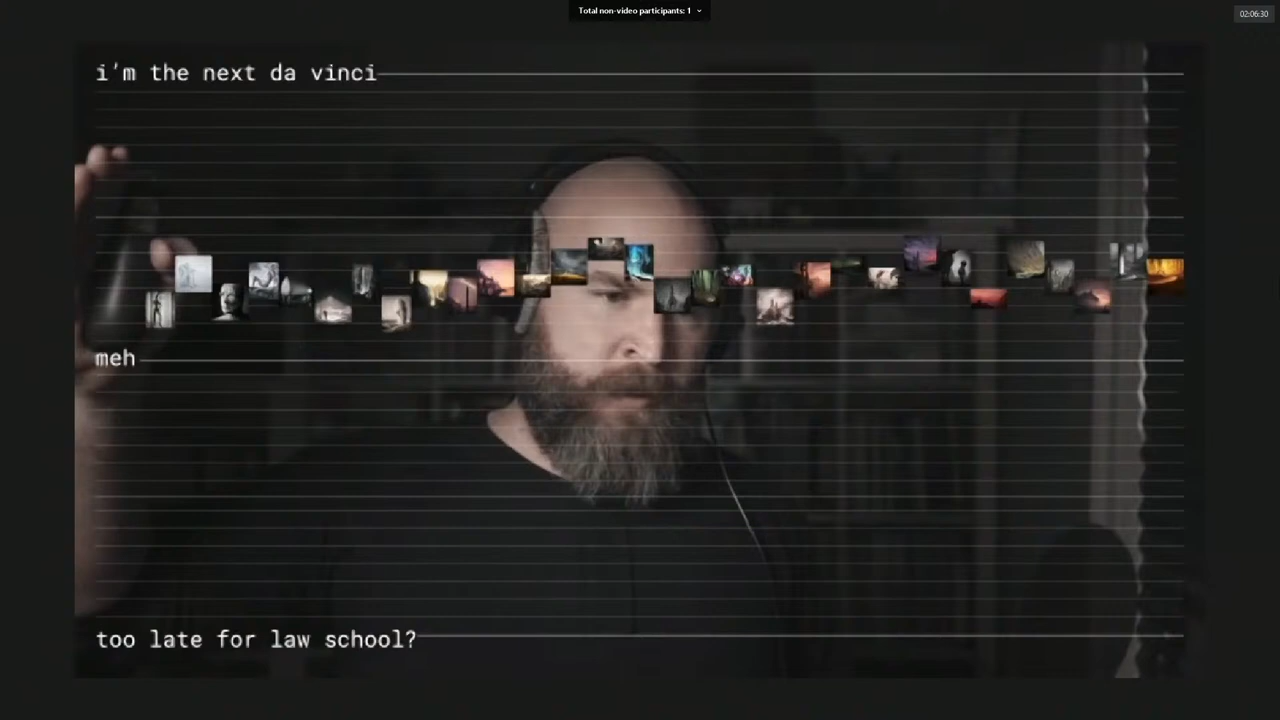 Total non-video participants: 1
02:06:30
i'm the next da vinci
meh
too late for law school?